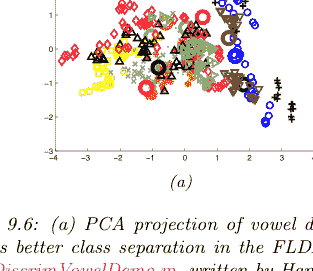 1
0
−1
−2
−3
−4 −3 −2 −1 0 1 2 3 4
(a)
9.6: (a) PCA projection of vowel d
s better class separation in the FLD
DiscrimVowelDemo.m, written by Han